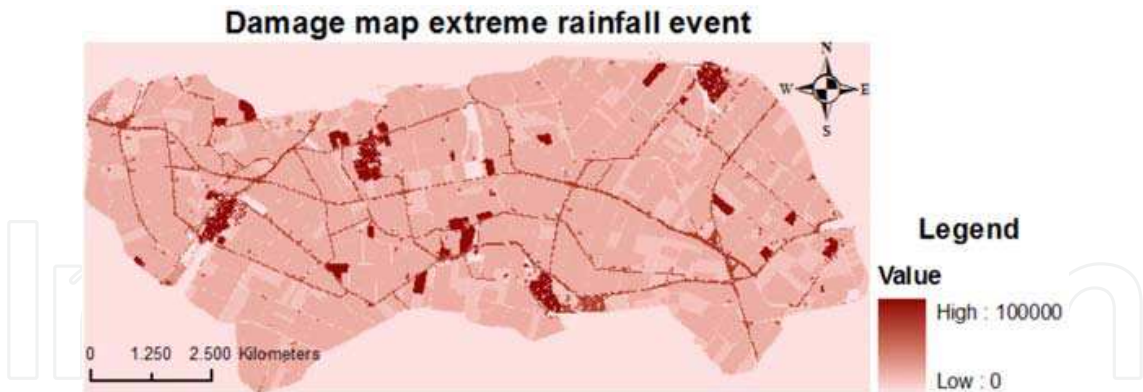 Damage map extreme rainfall event
N
W E
S
Legend
Value
High : 100000
Low : 0
0 1.250 2.500 Kilometers